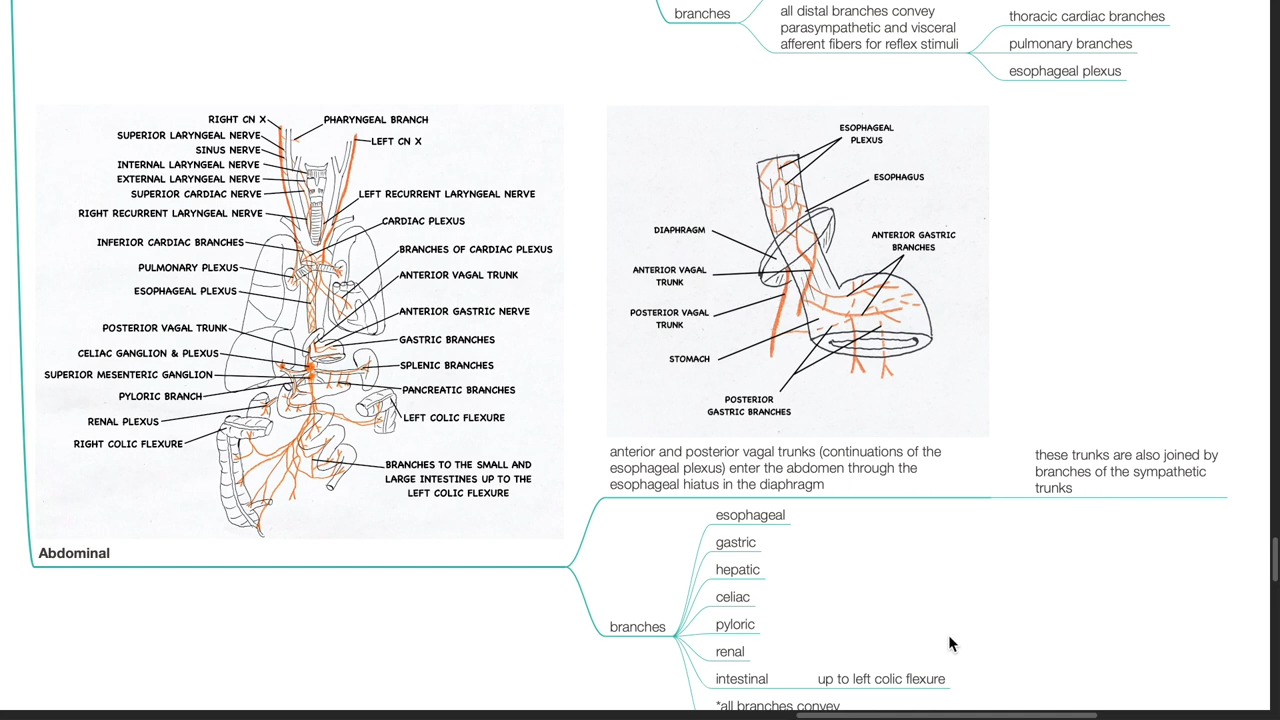 branches
all distal branches convey
parasympathetic and visceral
afferent fibers for reflex stimuli
thoracic cardiac branches
pulmonary branches
esophageal plexus
RIGHT CN X
SUPERIOR LARYNGEAL NERVE
SINUS NERVE
INTERNAL LARYNGEAL NERVE
EXTERNAL LARYNGEAL NERVE
SUPERIOR CARDIAC NERVE
RIGHT RECURRENT LARYNGEAL NERVE
INFERIOR CARDIAC BRANCHES
PULMONARY PLEXUS
ESOPHAGEAL PLEXUS
POSTERIOR VAGAL TRUNK
CELIAC GANGLION & PLEXUS
SUPERIOR MESENTERIC GANGLION
PYLORIC BRANCH
RENAL PLEXUS
RIGHT COLIC FLEXURE
PHARYNGEAL BRANCH
LEFT CN X
LEFT RECURRENT LARYNGEAL NERVE
CARDIAC PLEXUS
BRANCHES OF CARDIAC PLEXUS
ANTERIOR VAGAL TRUNK
ANTERIOR GASTRIC NERVE
GASTRIC BRANCHES
SPLENIC BRANCHES
PANCREATIC BRANCHES
LEFT COLIC FLEXURE
BRANCHES TO THE SMALL AND
LARGE INTESTINES UP TO THE
LEFT COLIC FLEXURE
ESOPHAGEAL
PLEXUS
ESOPHAGUS
DIAPHRAGM
ANTERIOR GASTRIC
BRANCHES
ANTERIOR VAGAL
TRUNK
POSTERIOR VAGAL
TRUNK
STOMACH
POSTERIOR
GASTRIC BRANCHES
anterior and posterior vagal trunks (continuations of the
esophageal plexus) enter the abdomen through the
esophageal hiatus in the diaphragm
these trunks are also joined by
branches of the sympathetic
trunks
Abdominal
branches
esophageal
gastric
hepatic
celiac
pyloric
renal
intestinal
up to left colic flexure
*all branches convey